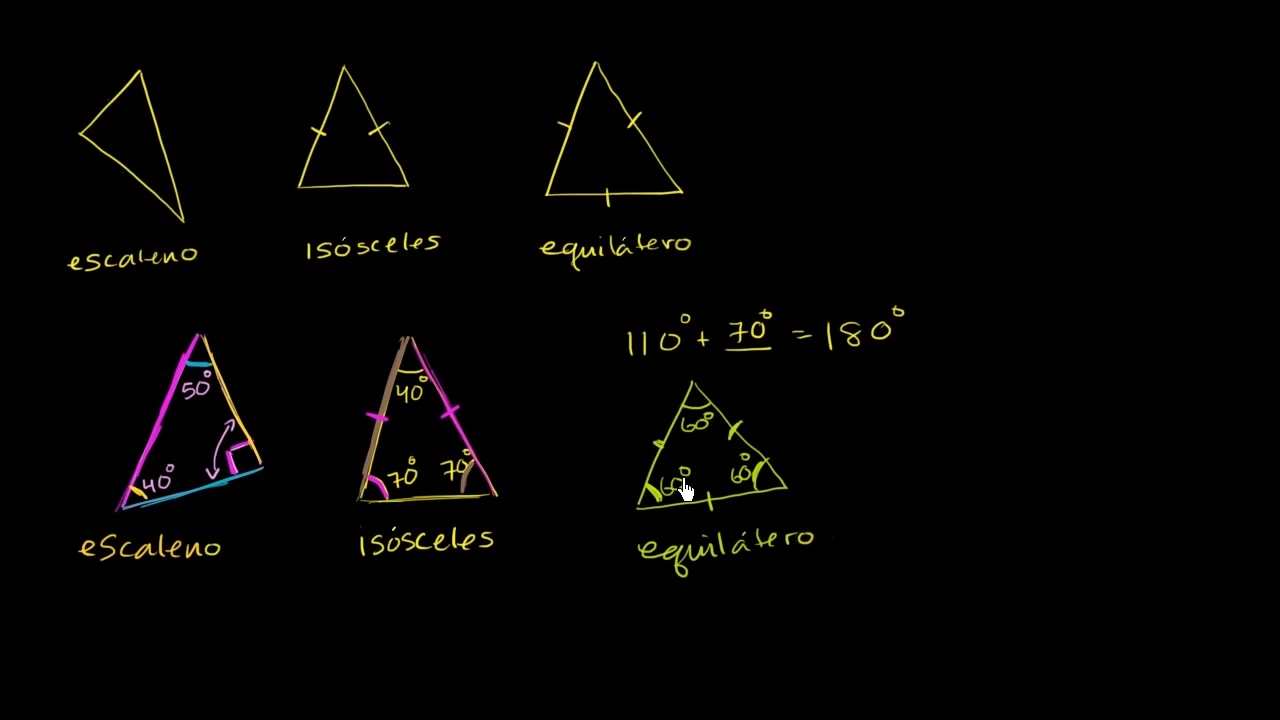 escaleno
isósceles
equilátero
110° + 70° = 180°
50°
40°
40°
70°
70°
60°
60°
60°
escaleno
isósceles
equilátero